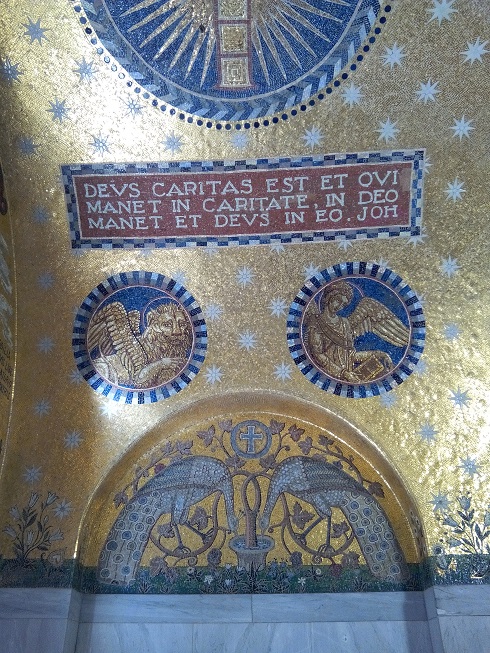 DEVS CARITAS EST ET QVI
MANET IN CARITATE, IN DEO
MANET ET DEVS IN EO. JOH